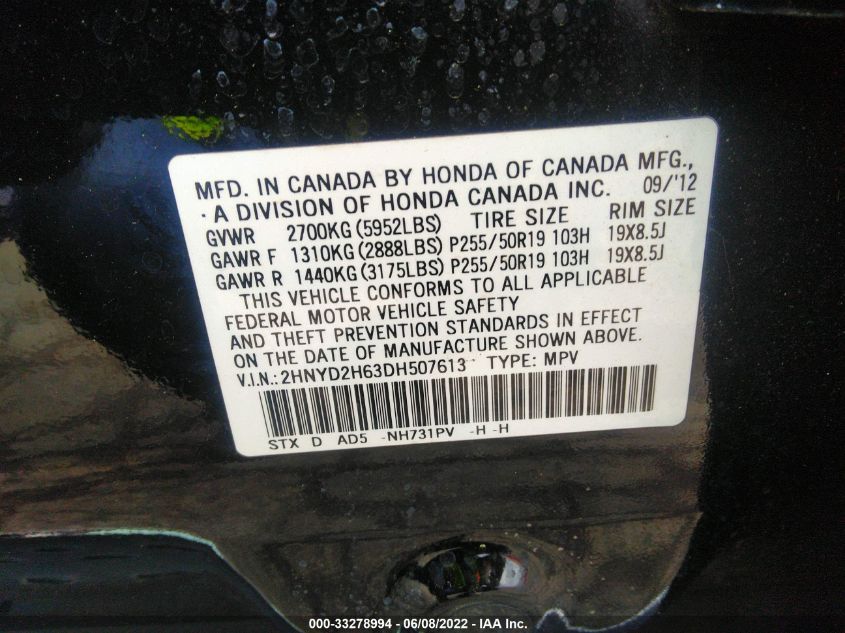 MFD. IN CANADA BY HONDA OF CANADA MFG.,
· A DIVISION OF HONDA CANADA INC. 09/'12
GVWR 2700KG (5952LBS) TIRE SIZE RIM SIZE
GAWR F 1310KG (2888LBS) P255/50R19 103H 19X8.5J
GAWR R 1440KG (3175LBS) P255/50R19 103H 19X8.5J
THIS VEHICLE CONFORMS TO ALL APPLICABLE
FEDERAL MOTOR VEHICLE SAFETY
AND THEFT PREVENTION STANDARDS IN EFFECT
ON THE DATE OF MANUFACTURE SHOWN ABOVE.
V.I.N.: 2HNYD2H63DH507613 TYPE: MPV
STX D AD5 -NH731PV -H -H
000-33278994 - 06/08/2022 - IAA Inc.